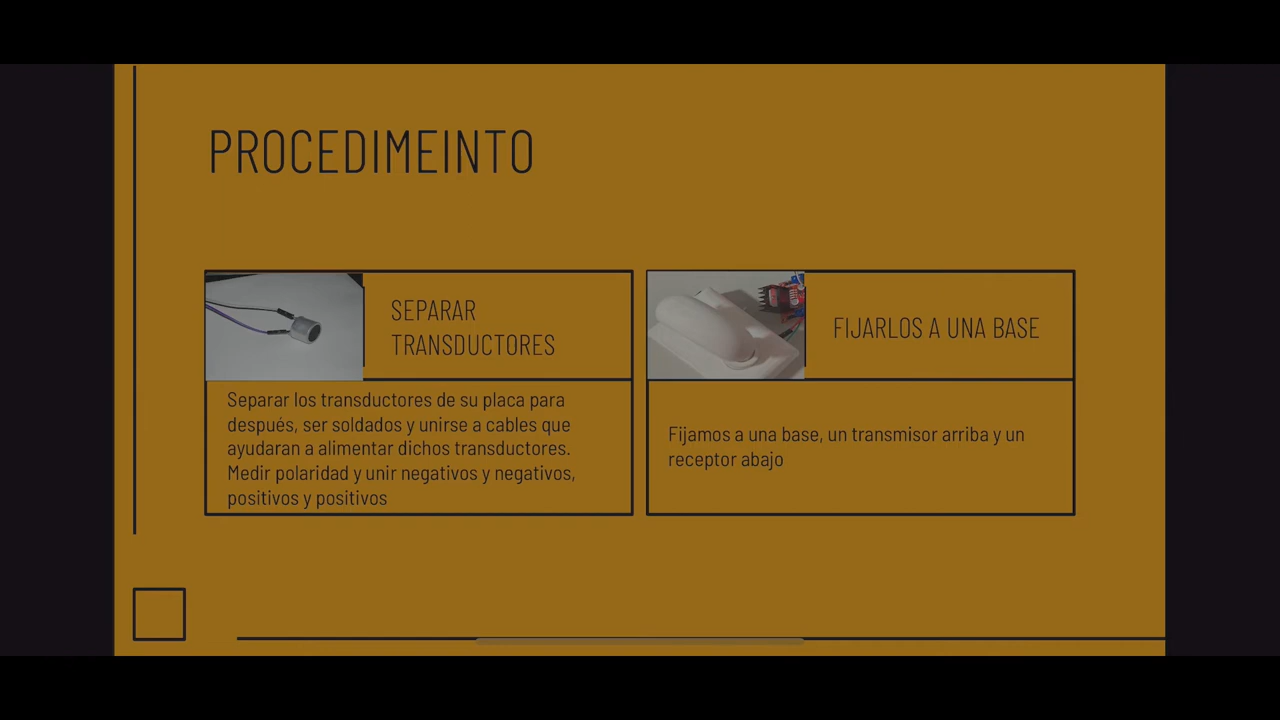 PROCEDIMEINTO
SEPARAR
TRANSDUCTORES
Separar los transductores de su placa para
después, ser soldados y unirse a cables que
ayudaran a alimentar dichos transductores.
Medir polaridad y unir negativos y negativos,
positivos y positivos
FIJARLOS A UNA BASE
Fijamos a una base, un transmisor arriba y un
receptor abajo